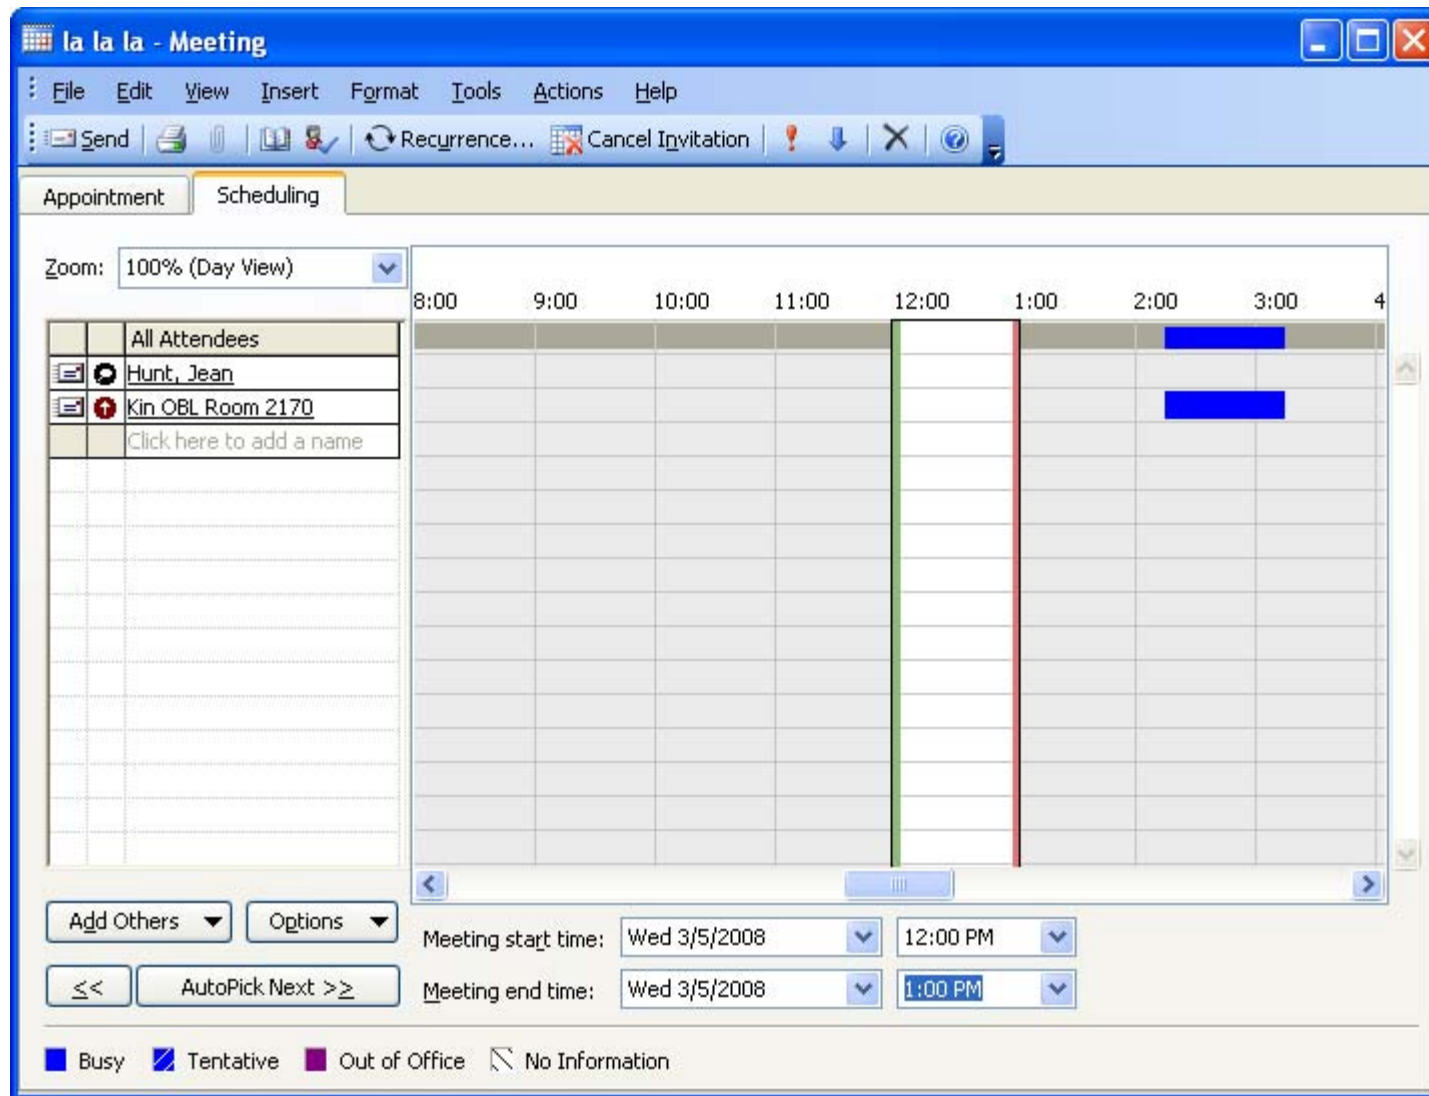 la la la - Meeting
File Edit View Insert Format Tools Actions Help
Send Recurrence... Cancel Invitation
Appointment Scheduling
Zoom: 100% (Day View)
8:00 9:00 10:00 11:00 12:00 1:00 2:00 3:00 4
All Attendees
Hunt, Jean
Kin OBL Room 2170
Click here to add a name
Add Others Options
Meeting start time: Wed 3/5/2008 12:00 PM
<< AutoPick Next >>
Meeting end time: Wed 3/5/2008 1:00 PM
Busy Tentative Out of Office No Information